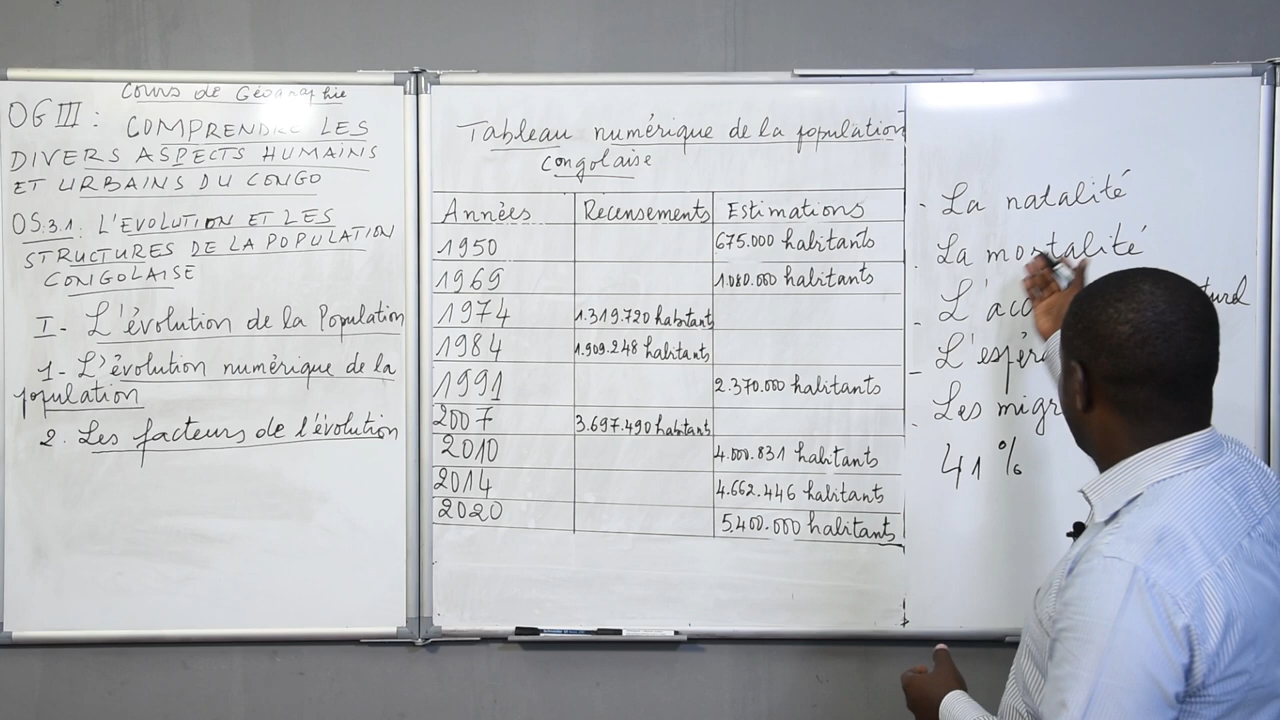 Cours de Géographie
OG III : COMPRENDRE LES
DIVERS ASPECTS HUMAINS
ET URBAINS DU CONGO
OS.3.1: L'EVOLUTION ET LES
STRUCTURES DE LA POPULATION
CONGOLAISE
I- L'évolution de la Population
1- L'évolution numérique de la
population
2. Les facteurs de l'évolution
Tableau numérique de la population
congolaise
Années Recensements Estimations
1950 675.000 habitants
1969 1.080.000 habitants
1974 1.319.720 habitants
1984 1.909.248 habitants
1991 2.370.000 habitants
2007 3.697.490 habitants
2010 4.000.831 habitants
2014 4.662.446 habitants
2020 5.400.000 habitants
- La natalité
- La mortalité
- L'acc
- L'espér
- Les migr
41 %